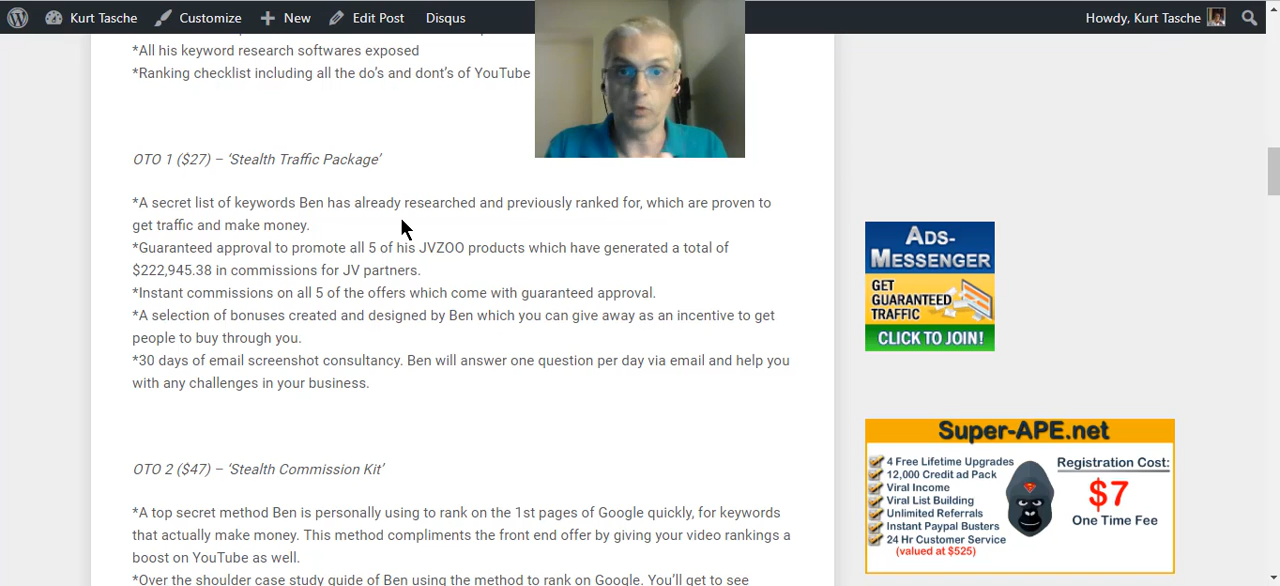 Kurt Tasche Customize New Edit Post Disqus Howdy, Kurt Tasche
*All his keyword research softwares exposed
*Ranking checklist including all the do's and dont's of YouTube
OTO 1 ($27) – 'Stealth Traffic Package'
*A secret list of keywords Ben has already researched and previously ranked for, which are proven to
get traffic and make money.
*Guaranteed approval to promote all 5 of his JVZOO products which have generated a total of
$222,945.38 in commissions for JV partners.
*Instant commissions on all 5 of the offers which come with guaranteed approval.
*A selection of bonuses created and designed by Ben which you can give away as an incentive to get
people to buy through you.
*30 days of email screenshot consultancy. Ben will answer one question per day via email and help you
with any challenges in your business.
OTO 2 ($47) – 'Stealth Commission Kit'
*A top secret method Ben is personally using to rank on the 1st pages of Google quickly, for keywords
that actually make money. This method compliments the front end offer by giving your video rankings a
boost on YouTube as well.
*Over the shoulder case study guide of Ben using the method to rank on Google. You'll get to see
ADS-
MESSENGER
GET
GUARANTEED
TRAFFIC
CLICK TO JOIN!
Super-APE.net
4 Free Lifetime Upgrades
12,000 Credit ad Pack
Viral Income
Viral List Building
Unlimited Referrals
Instant Paypal Busters
24 Hr Customer Service
(valued at $525)
Registration Cost:
$7
One Time Fee